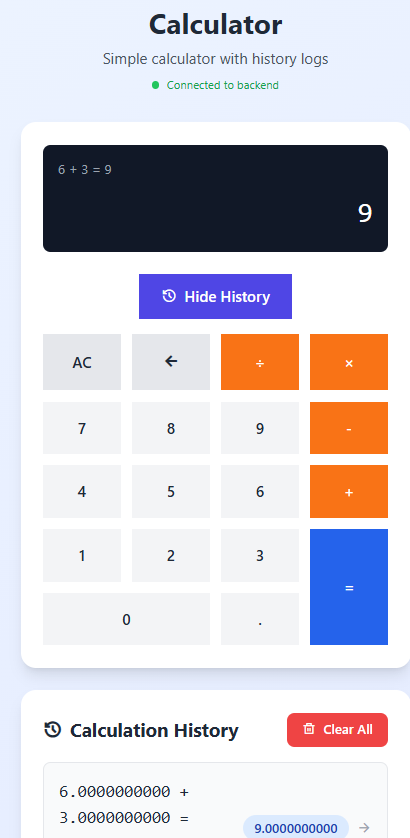 Calculator
Simple calculator with history logs
Connected to backend
6 + 3 = 9
9
Hide History
AC ← ÷ ×
7 8 9 -
4 5 6 +
1 2 3 =
0 .
Calculation History
Clear All
6.0000000000 +
3.0000000000 =
9.0000000000 →